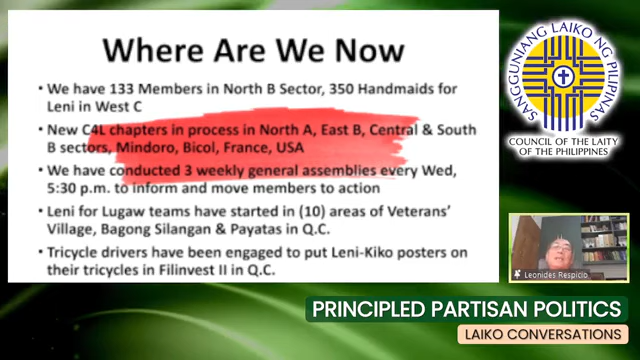 Where Are We Now
• We have 133 Members in North B Sector, 350 Handmaids for
Leni in West C
• New C4L chapters in process in North A, East B, Central & South
B sectors, Mindoro, Bicol, France, USA
• We have conducted 3 weekly general assemblies every Wed,
5:30 p.m. to inform and move members to action
• Leni for Lugaw teams have started in (10) areas of Veterans'
Village, Bagong Silangan & Payatas in Q.C.
• Tricycle drivers have been engaged to put Leni-Kiko posters on
their tricycles in Filinvest II in Q.C.
SANGGUNIANG LAIKO NG PILIPINAS
COUNCIL OF THE LAITY
OF THE PHILIPPINES
Leonides Respicio
PRINCIPLED PARTISAN POLITICS
LAIKO CONVERSATIONS